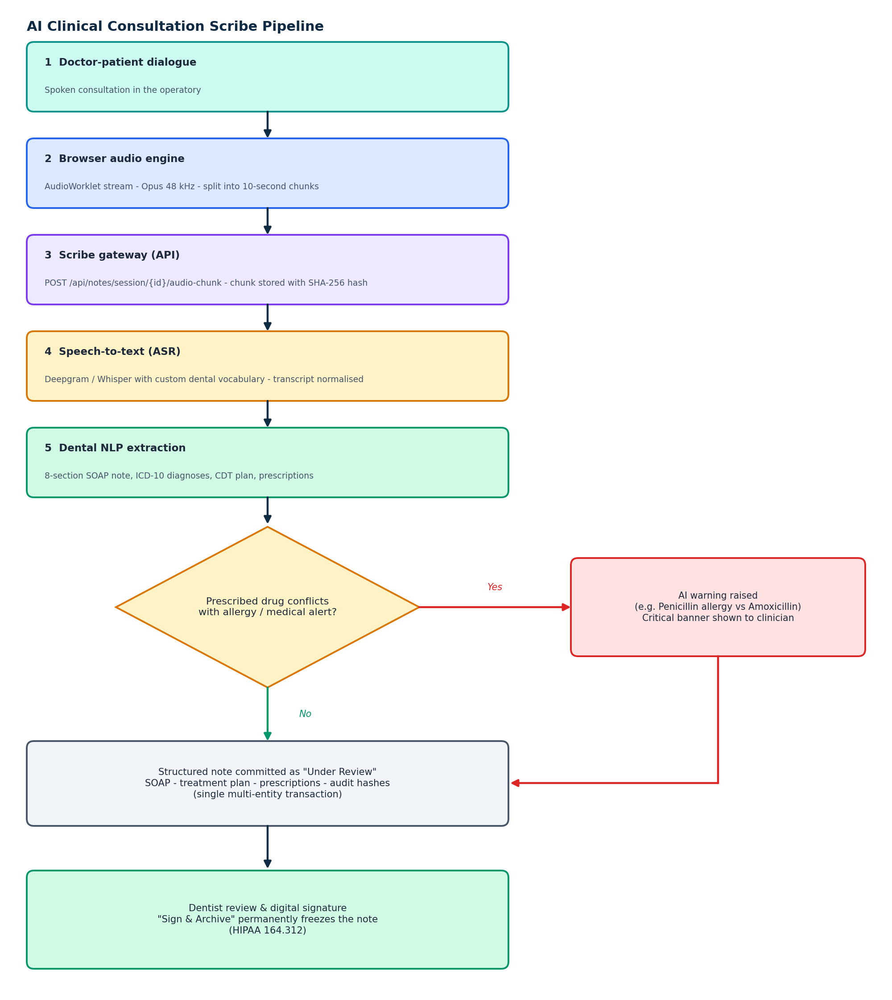 AI Clinical Consultation Scribe Pipeline
1 Doctor-patient dialogue
Spoken consultation in the operatory
2 Browser audio engine
AudioWorklet stream - Opus 48 kHz - split into 10-second chunks
3 Scribe gateway (API)
POST /api/notes/session/{id}/audio-chunk - chunk stored with SHA-256 hash
4 Speech-to-text (ASR)
Deepgram / Whisper with custom dental vocabulary - transcript normalised
5 Dental NLP extraction
8-section SOAP note, ICD-10 diagnoses, CDT plan, prescriptions
Prescribed drug conflicts
with allergy / medical alert?
Yes
AI warning raised
(e.g. Penicillin allergy vs Amoxicillin)
Critical banner shown to clinician
No
Structured note committed as "Under Review"
SOAP - treatment plan - prescriptions - audit hashes
(single multi-entity transaction)
Dentist review & digital signature
"Sign & Archive" permanently freezes the note
(HIPAA 164.312)